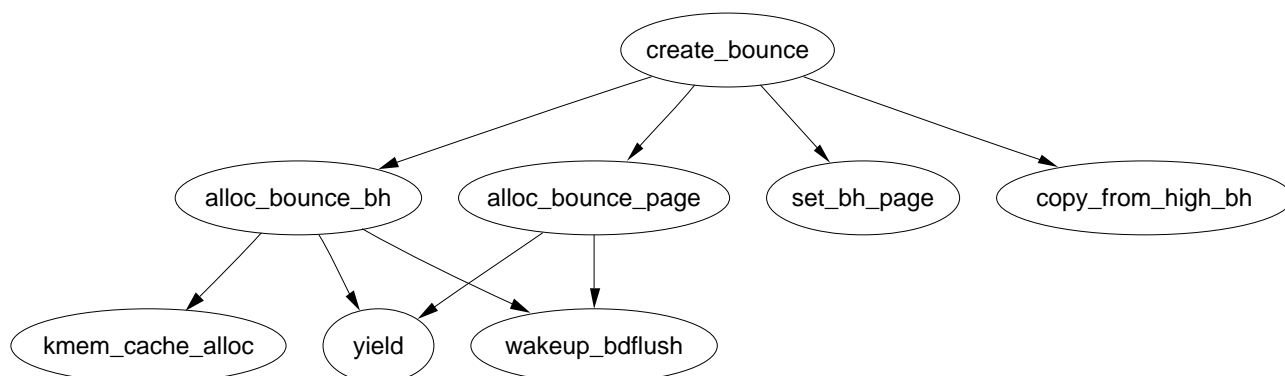 create_bounce
alloc_bounce_bh
alloc_bounce_page
set_bh_page
copy_from_high_bh
kmem_cache_alloc
yield
wakeup_bdflush